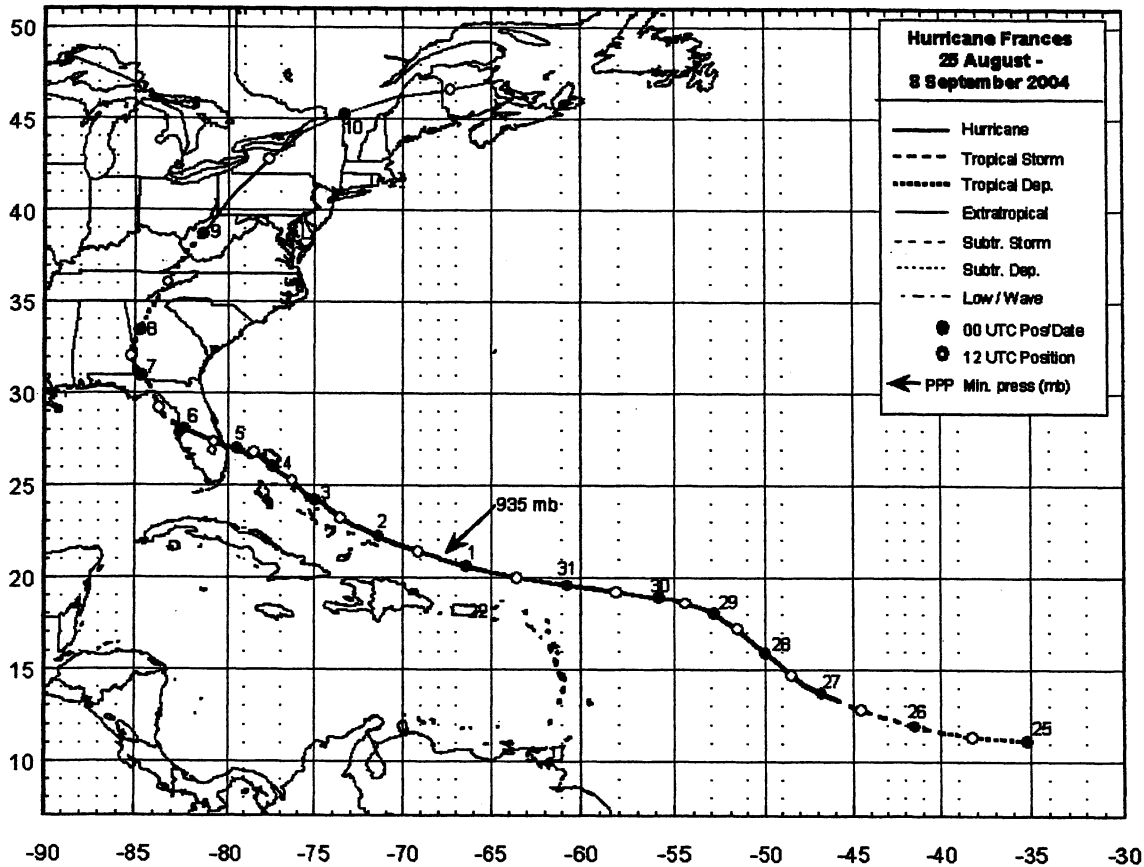 Hurricane Frances
25 August -
8 September 2004
Hurricane
Tropical Storm
Tropical Dep.
Extratropical
Subtr. Storm
Subtr. Dep.
Low / Wave
00 UTC Pos/Date
12 UTC Position
PPP Min. press (mb)
50
45
40
35
30
25
20
15
10
10
9
8
7
6
5
4
3
935 mb
2
1
31
30
29
28
27
26
25
-90 -85 -80 -75 -70 -65 -60 -55 -50 -45 -40 -35 -30